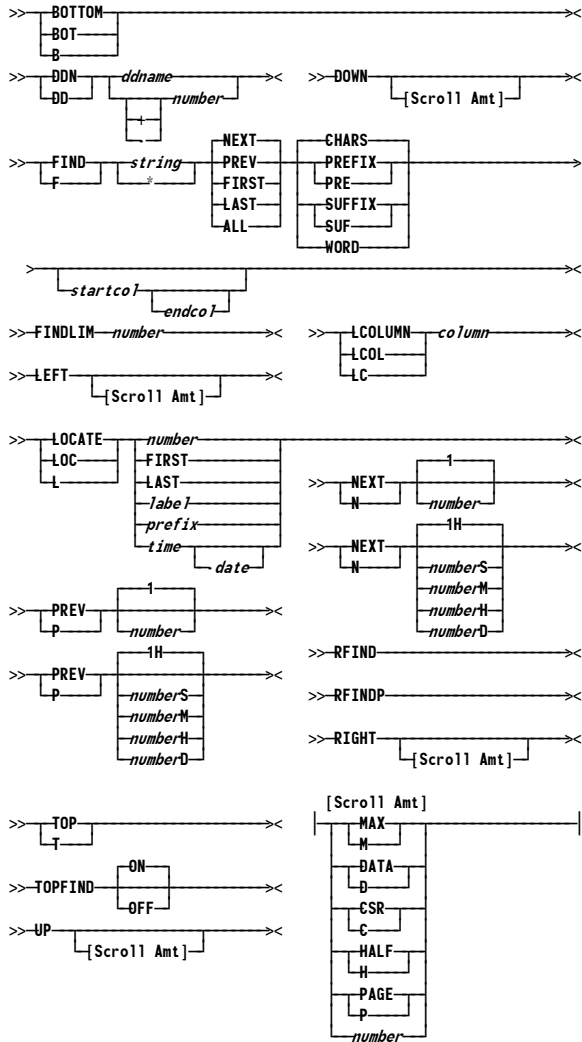 >>BOTTOM><
BOT
B
>>DDN ddname ><
DD number
+
-
>>DOWN><
[Scroll Amt]
>>FIND string NEXT CHARS >
F * PREV PREFIX
FIRST PRE
LAST SUFFIX
ALL SUF
WORD
> ><
startcol
endcol
>>FINDLIM number ><
>>LCOLUMN column ><
LCOL
LC
>>LEFT ><
[Scroll Amt]
>>LOCATE number ><
LOC FIRST
L LAST
label
prefix
time
date
1
>>NEXT ><
N number
1H
>>NEXT ><
N numberS
numberM
numberH
numberD
1
>>PREV ><
P number
1H
>>PREV ><
P numberS
numberM
numberH
numberD
>>RFIND ><
>>RFINDP ><
>>RIGHT ><
[Scroll Amt]
>>TOP ><
T
ON
>>TOPFIND ><
OFF
>>UP ><
[Scroll Amt]
[Scroll Amt]
MAX
M
DATA
D
CSR
C
HALF
H
PAGE
P
number